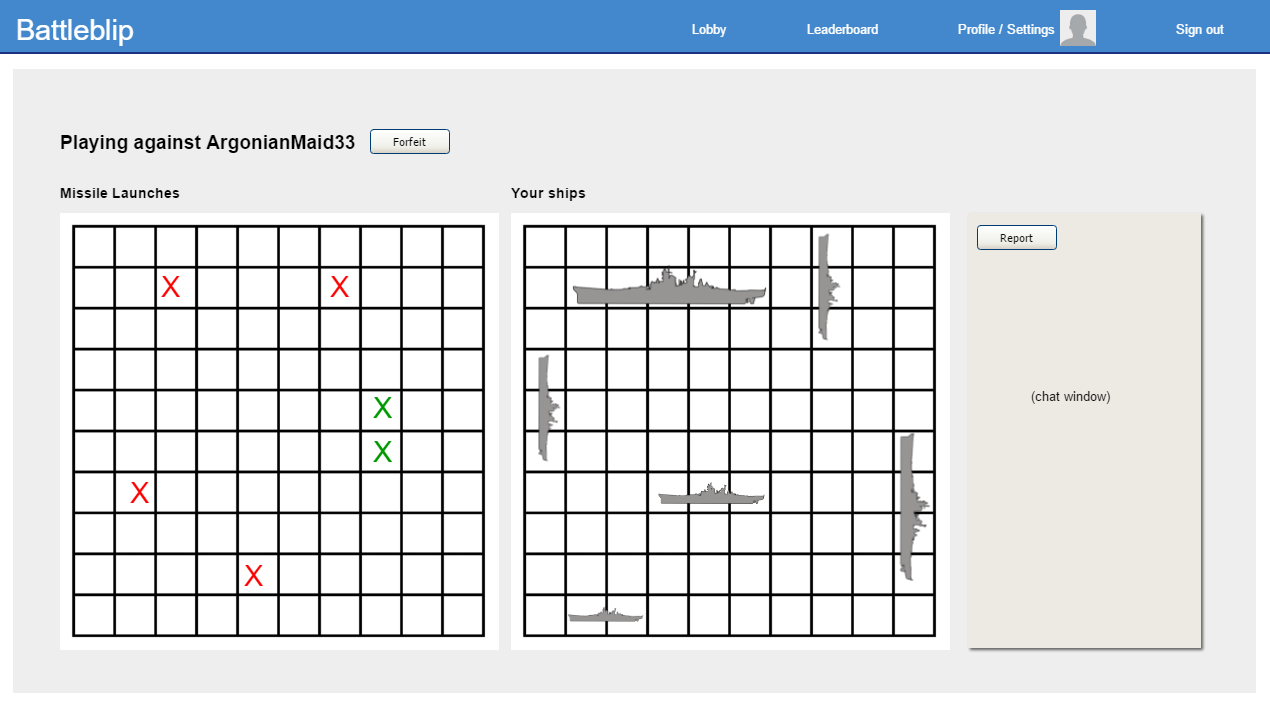 Battleblip
Lobby
Leaderboard
Profile / Settings
Sign out
Playing against ArgonianMaid33
Forfeit
Missile Launches
Your ships
Report
X X
X
X
X
X
(chat window)